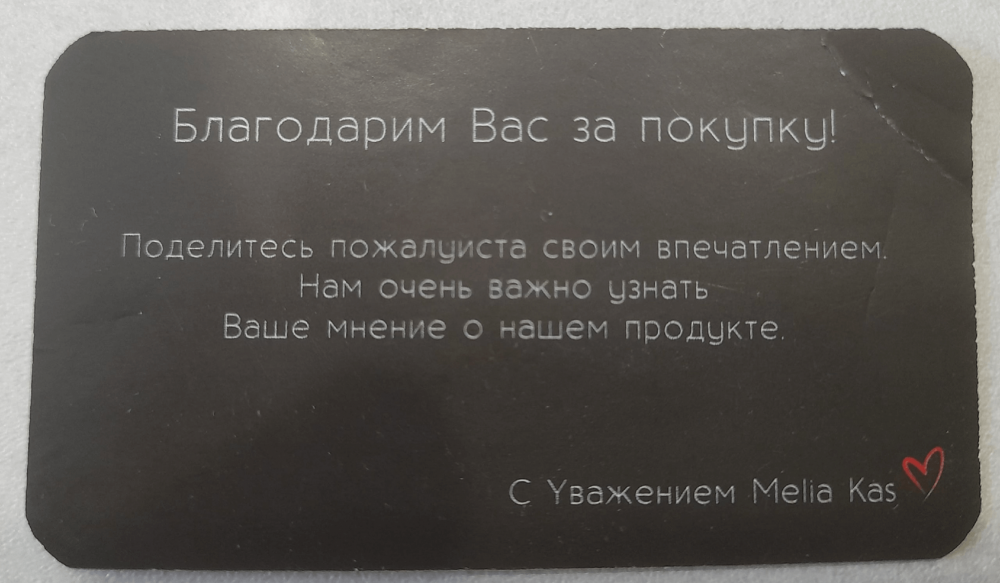 Благодарим Вас за покупку!
Поделитесь пожалуиста своим впечатлением.
Нам очень важно узнать
Ваше мнение о нашем продукте.
С Уважением Melia Kas